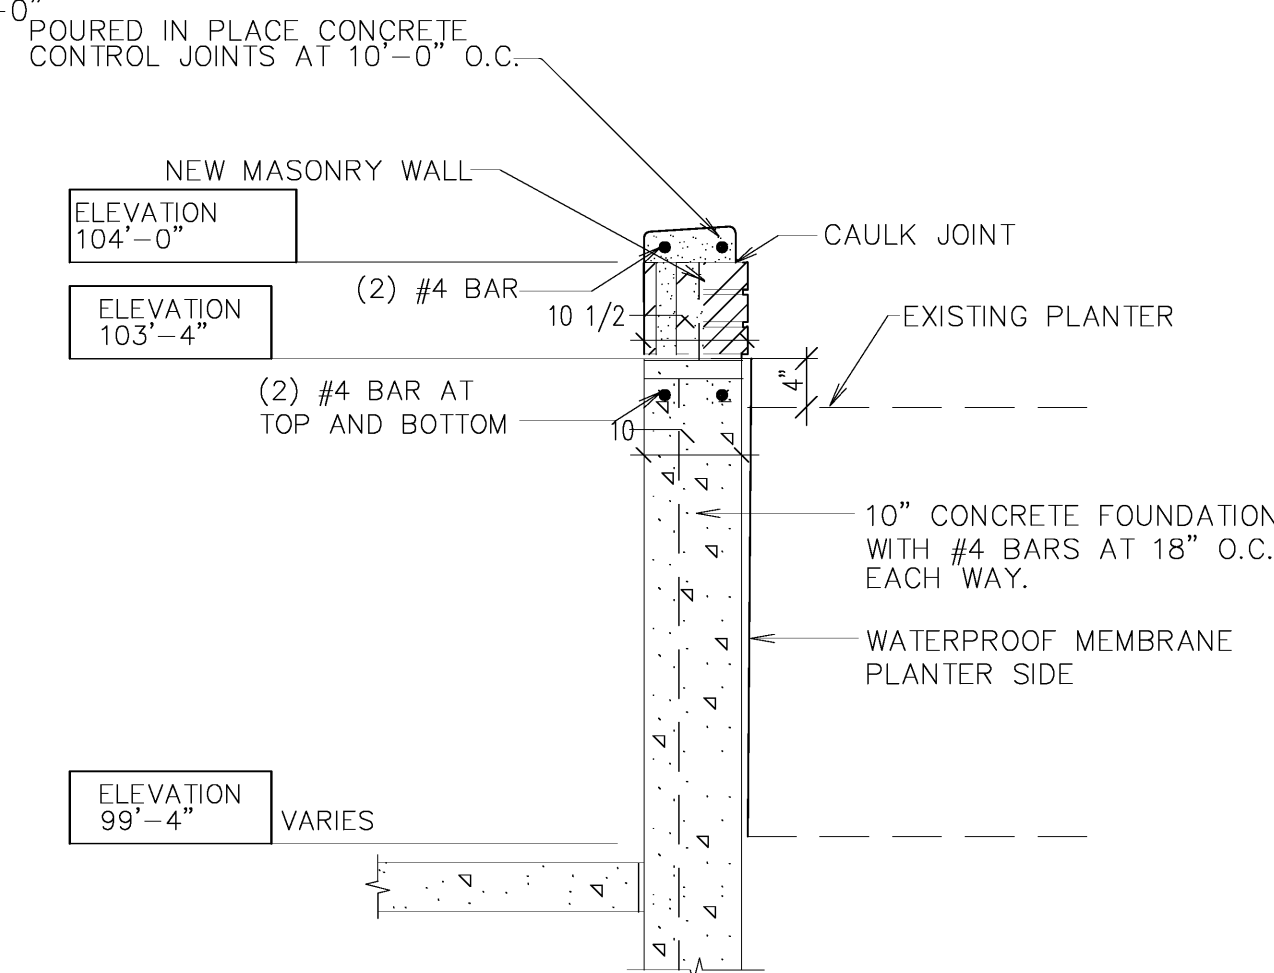 -0"
POURED IN PLACE CONCRETE
CONTROL JOINTS AT 10'-0" O.C.
NEW MASONRY WALL
ELEVATION
104'-0"
CAULK JOINT
(2) #4 BAR
ELEVATION
103'-4"
10 1/2
EXISTING PLANTER
4"
(2) #4 BAR AT
TOP AND BOTTOM
10
10" CONCRETE FOUNDATION
WITH #4 BARS AT 18" O.C.
EACH WAY.
WATERPROOF MEMBRANE
PLANTER SIDE
ELEVATION
99'-4"
VARIES